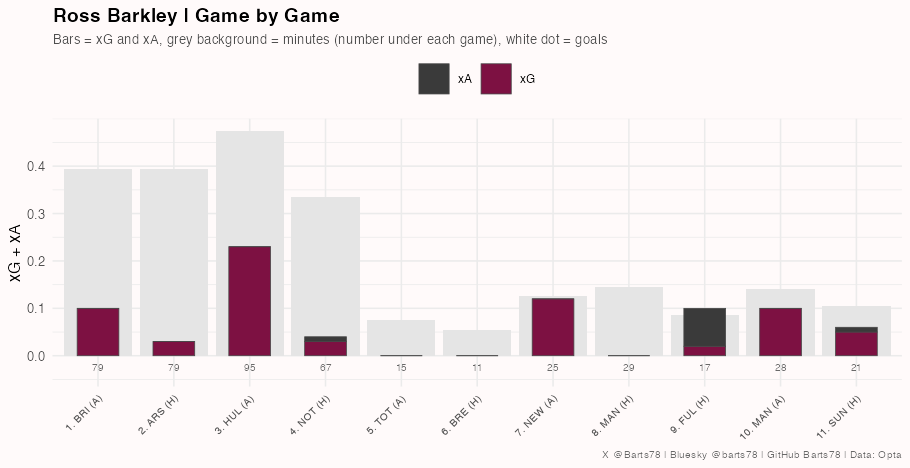 Ross Barkley | Game by Game
Bars = xG and xA, grey background = minutes (number under each game), white dot = goals
xA
xG
xG + xA
0.4
0.3
0.2
0.1
0.0
79
79
95
67
15
11
25
29
17
28
21
1. BRI (A)
2. ARS (H)
3. HUL (A)
4. NOT (H)
5. TOT (A)
6. BRE (H)
7. NEW (A)
8. MAN (H)
9. FUL (H)
10. MAN (A)
11. SUN (H)
X @Barts78 | Bluesky @barts78 | GitHub Barts78 | Data: Opta